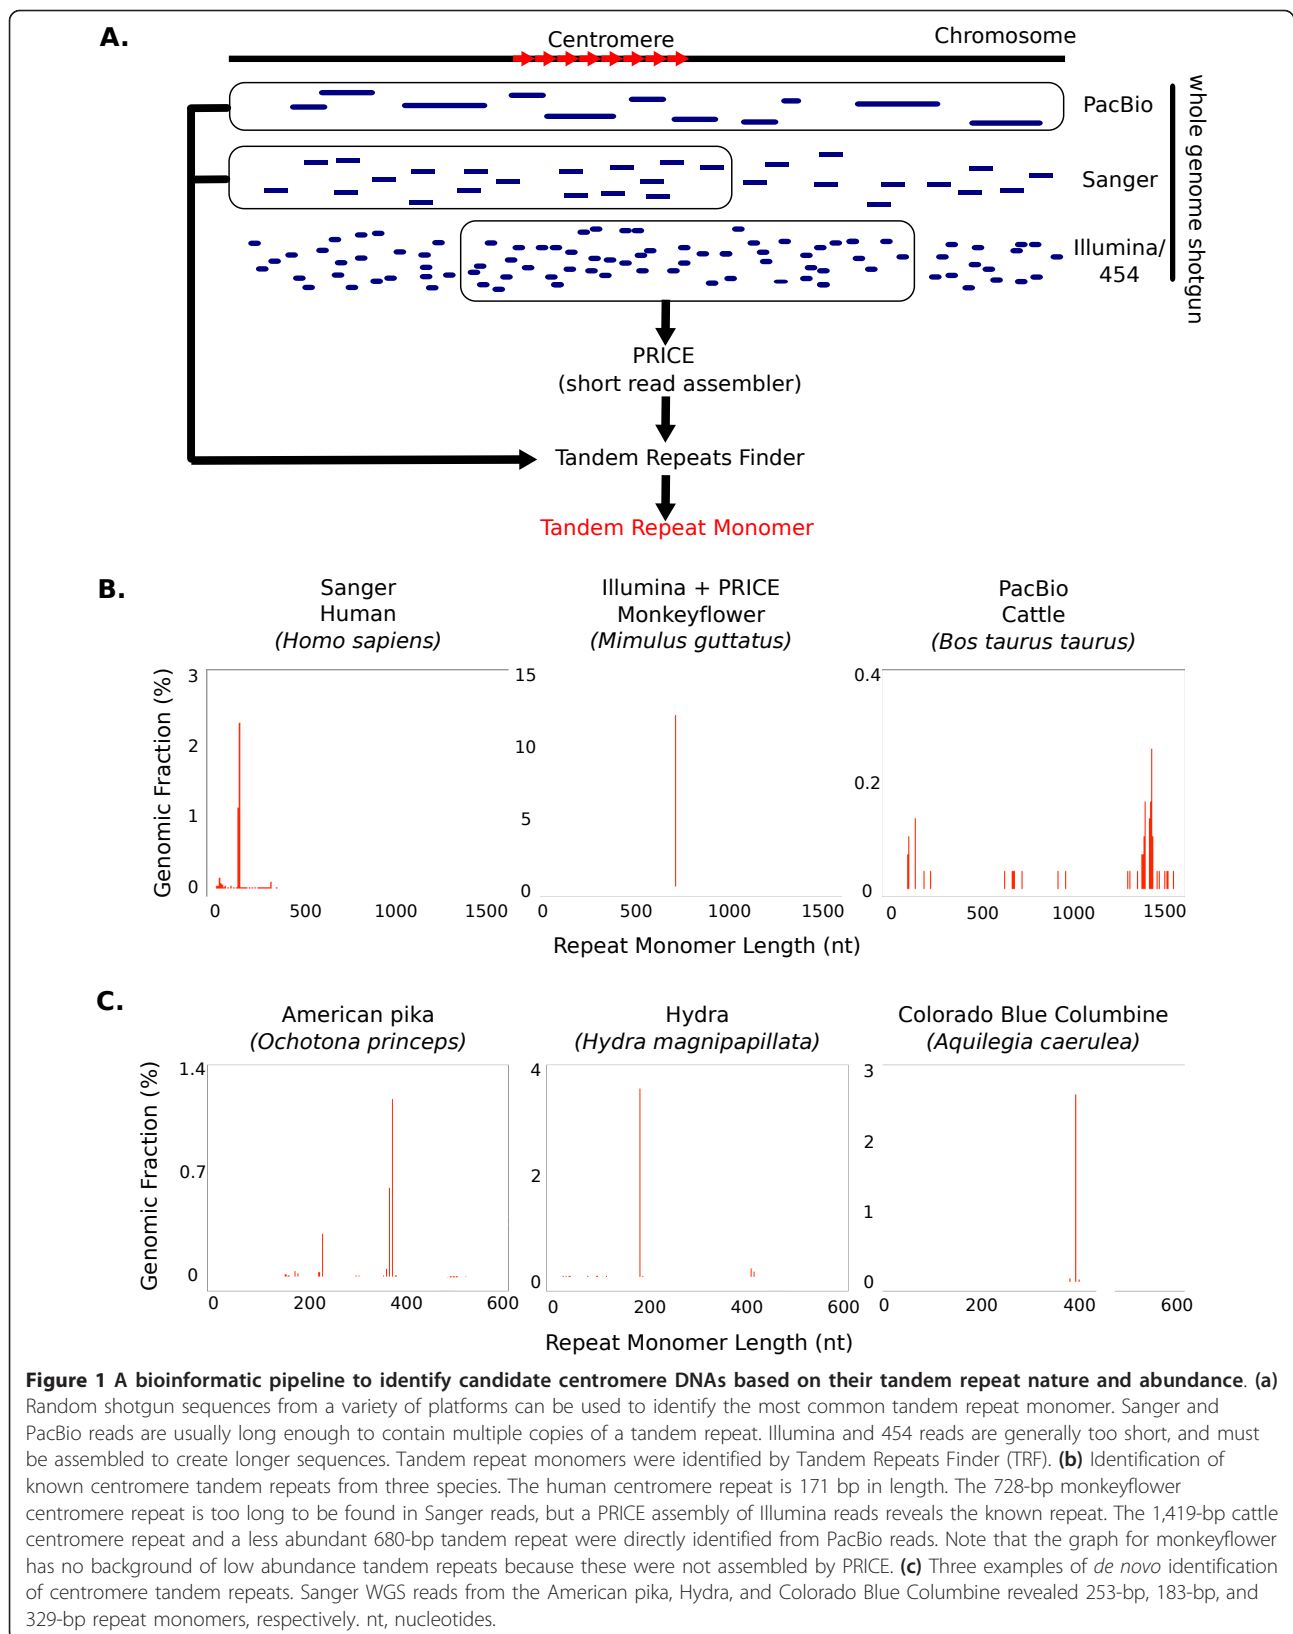 A.
Centromere
Chromosome
PacBio
Sanger
Illumina/
454
whole genome shotgun
PRICE
(short read assembler)
Tandem Repeats Finder
Tandem Repeat Monomer
B.
Sanger
Human
(Homo sapiens)
Illumina + PRICE
Monkeyflower
(Mimulus guttatus)
PacBio
Cattle
(Bos taurus taurus)
Genomic Fraction (%)
3
2
1
0
0 500 1000 1500
15
10
5
0
0 500 1000 1500
0.4
0.2
0
0 500 1000 1500
Repeat Monomer Length (nt)
C.
American pika
(Ochotona princeps)
Hydra
(Hydra magnipapillata)
Colorado Blue Columbine
(Aquilegia caerulea)
Genomic Fraction (%)
1.4
0.7
0
0 200 400 600
4
2
0
0 200 400 600
3
2
1
0
0 200 400 600
Repeat Monomer Length (nt)
Figure 1 A bioinformatic pipeline to identify candidate centromere DNAs based on their tandem repeat nature and abundance. (a)
Random shotgun sequences from a variety of platforms can be used to identify the most common tandem repeat monomer. Sanger and
PacBio reads are usually long enough to contain multiple copies of a tandem repeat. Illumina and 454 reads are generally too short, and must
be assembled to create longer sequences. Tandem repeat monomers were identified by Tandem Repeats Finder (TRF). (b) Identification of
known centromere tandem repeats from three species. The human centromere repeat is 171 bp in length. The 728-bp monkeyflower
centromere repeat is too long to be found in Sanger reads, but a PRICE assembly of Illumina reads reveals the known repeat. The 1,419-bp cattle
centromere repeat and a less abundant 680-bp tandem repeat were directly identified from PacBio reads. Note that the graph for monkeyflower
has no background of low abundance tandem repeats because these were not assembled by PRICE. (c) Three examples of de novo identification
of centromere tandem repeats. Sanger WGS reads from the American pika, Hydra, and Colorado Blue Columbine revealed 253-bp, 183-bp, and
329-bp repeat monomers, respectively. nt, nucleotides.